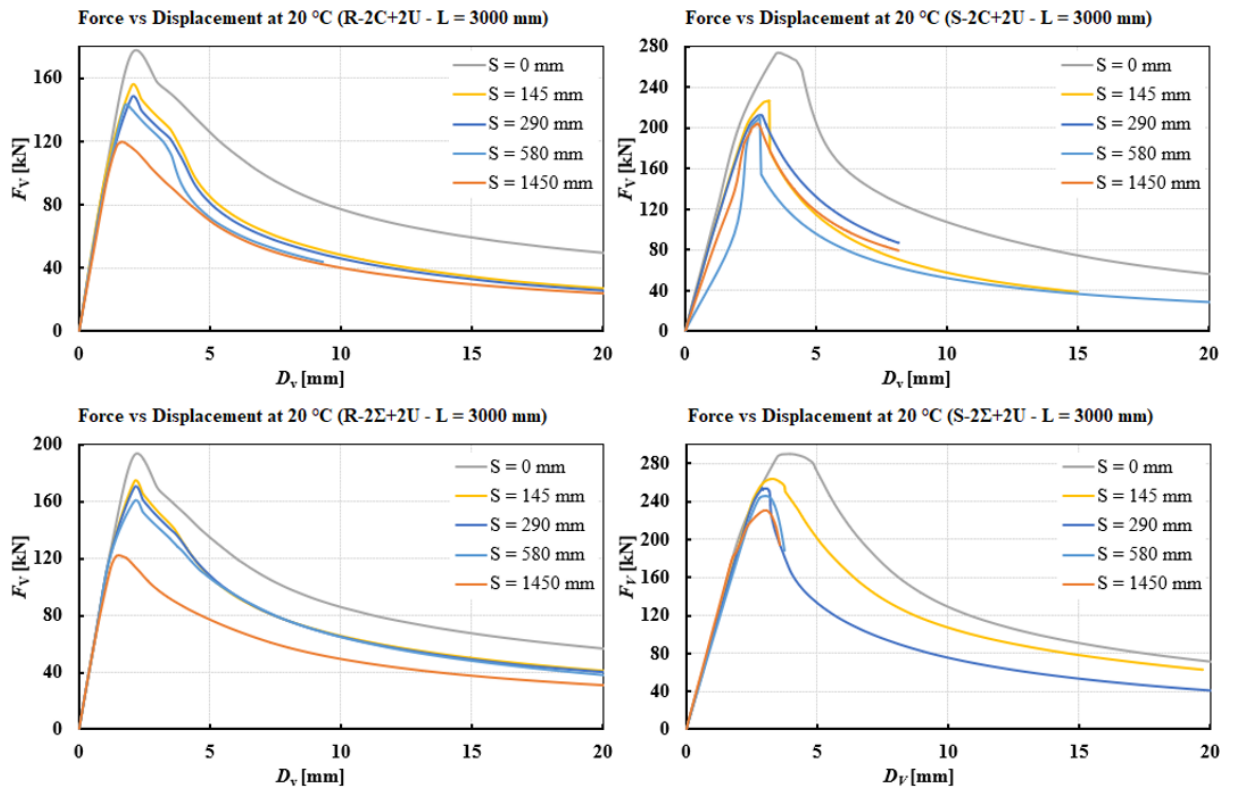 Force vs Displacement at 20 °C (R-2C+2U - L = 3000 mm)
160
120
80
40
0
F_V [kN]
S = 0 mm
S = 145 mm
S = 290 mm
S = 580 mm
S = 1450 mm
0 5 10 15 20
D_v [mm]
Force vs Displacement at 20 °C (S-2C+2U - L = 3000 mm)
280
240
200
160
120
80
40
0
F_V [kN]
S = 0 mm
S = 145 mm
S = 290 mm
S = 580 mm
S = 1450 mm
0 5 10 15 20
D_v [mm]
Force vs Displacement at 20 °C (R-2Σ+2U - L = 3000 mm)
200
160
120
80
40
0
F_V [kN]
S = 0 mm
S = 145 mm
S = 290 mm
S = 580 mm
S = 1450 mm
0 5 10 15 20
D_v [mm]
Force vs Displacement at 20 °C (S-2Σ+2U - L = 3000 mm)
280
240
200
160
120
80
40
0
F_V [kN]
S = 0 mm
S = 145 mm
S = 290 mm
S = 580 mm
S = 1450 mm
0 5 10 15 20
D_V [mm]